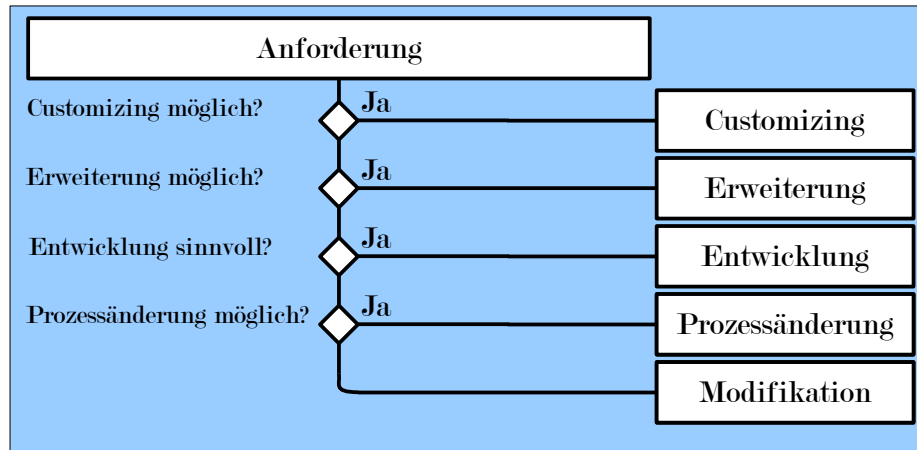 Anforderung
Customizing möglich?
Ja
Customizing
Erweiterung möglich?
Ja
Erweiterung
Entwicklung sinnvoll?
Ja
Entwicklung
Prozessänderung möglich?
Ja
Prozessänderung
Modifikation